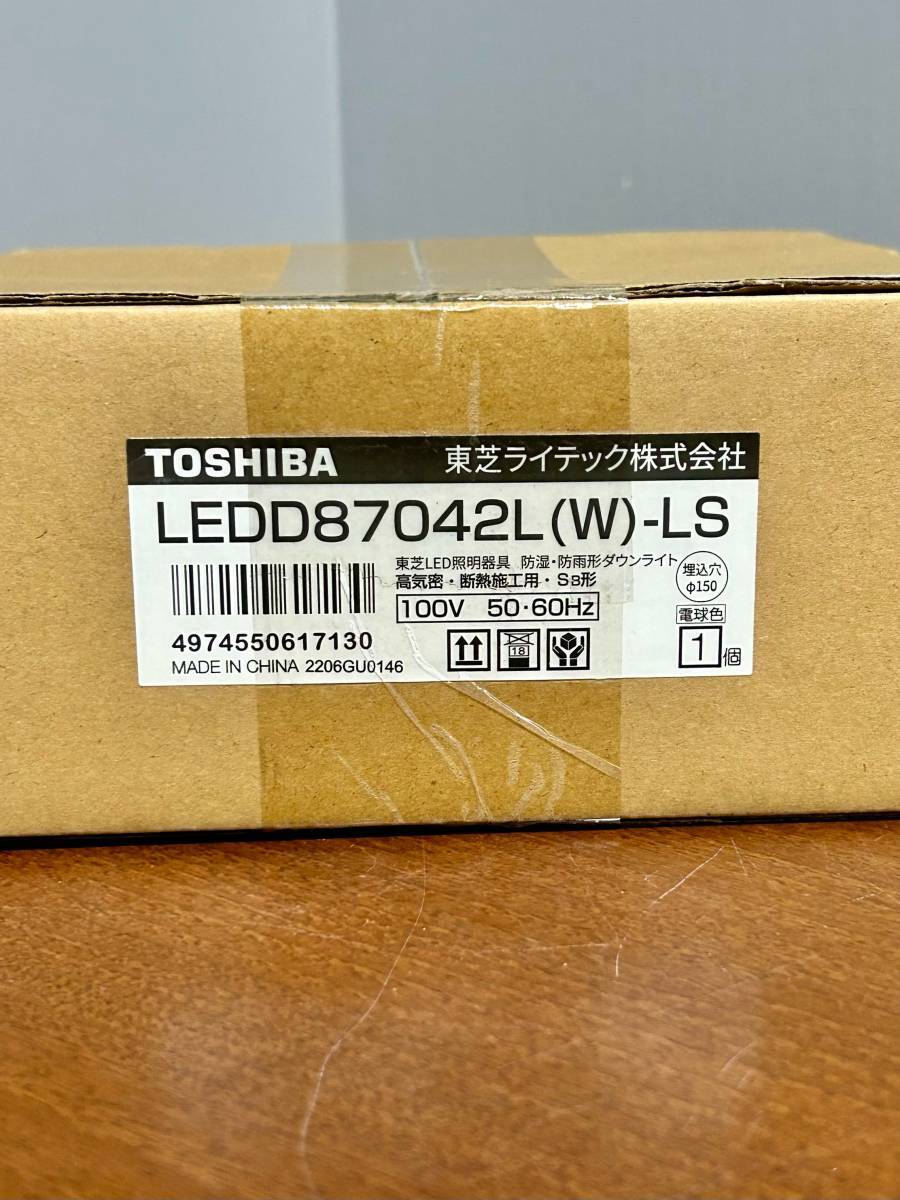 TOSHIBA 東芝ライテック株式会社
LEDD87042L(W)-LS
東芝LED照明器具 防湿・防雨形ダウンライト
高気密・断熱施工用・SB形
埋込穴
φ150
100V 50・60Hz
電球色
4974550617130
18
1個
MADE IN CHINA 2206GU0146